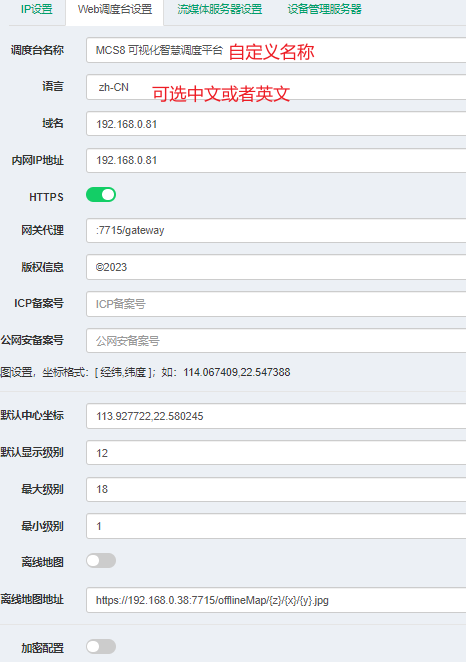 IP设置 Web调度台设置 流媒体服务器设置 设备管理服务器
调度台名称 MCS8 可视化智慧调度平台 自定义名称
语言 zh-CN 可选中文或者英文
域名 192.168.0.81
内网IP地址 192.168.0.81
HTTPS
网关代理 :7715/gateway
版权信息 ©2023
ICP备案号 ICP备案号
公网安备案号 公网安备案号
图设置，坐标格式：[ 经纬,纬度 ]；如：114.067409,22.547388
默认中心坐标 113.927722,22.580245
默认显示级别 12
最大级别 18
最小级别 1
离线地图
离线地图地址 https://192.168.0.38:7715/offlineMap/{z}/{x}/{y}.jpg
加密配置